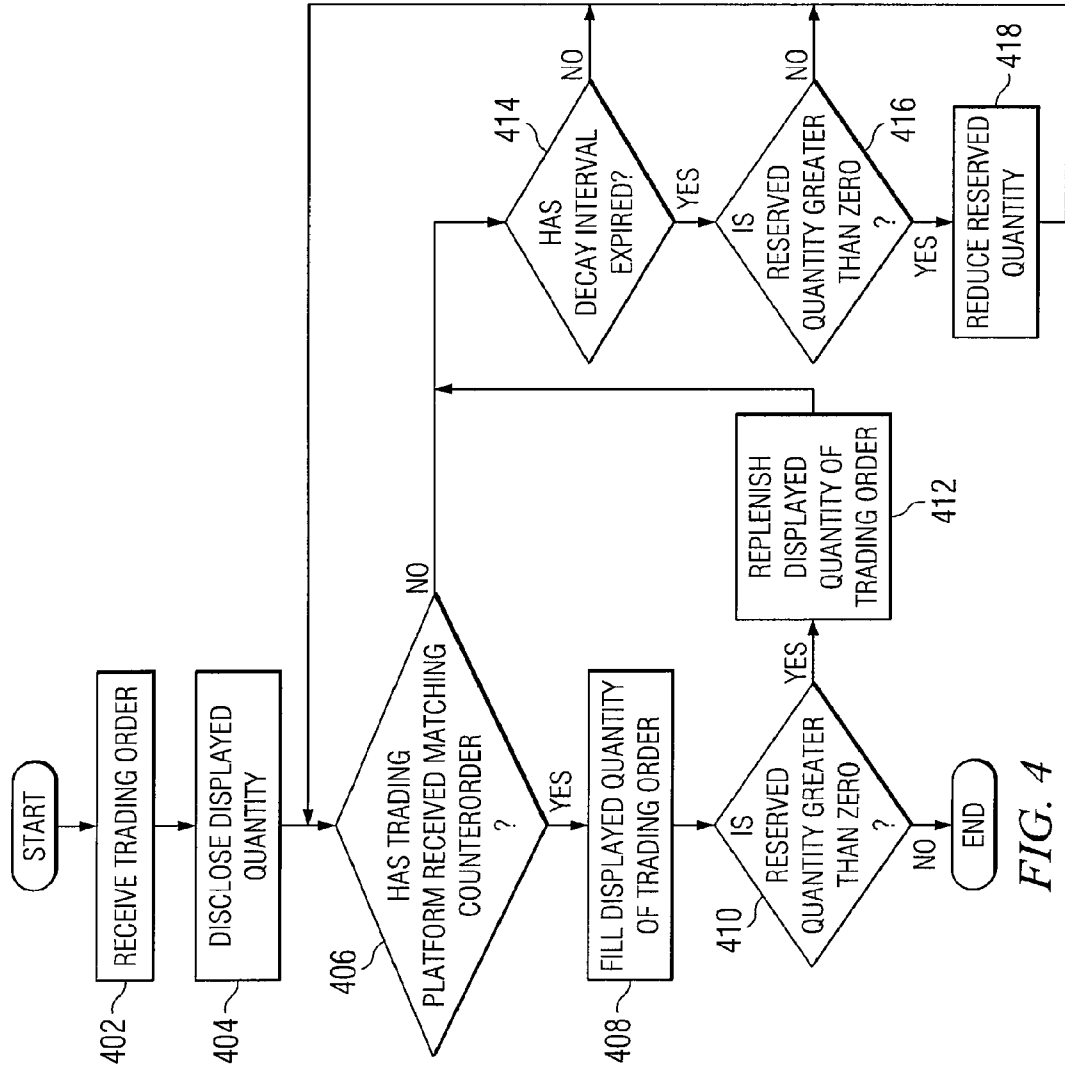 START
RECEIVE TRADING ORDER
402
DISCLOSE DISPLAYED
QUANTITY
404
HAS TRADING
PLATFORM RECEIVED MATCHING
COUNTERORDER
?
406
NO
YES
FILL DISPLAYED QUANTITY
OF TRADING ORDER
408
IS
RESERVED
QUANTITY GREATER
THAN ZERO
?
410
YES
NO
END
REPLENISH
DISPLAYED
QUANTITY OF
TRADING ORDER
412
HAS
DECAY INTERVAL
EXPIRED?
414
NO
YES
IS
RESERVED
QUANTITY GREATER
THAN ZERO
?
416
NO
YES
REDUCE RESERVED
QUANTITY
418
FIG. 4